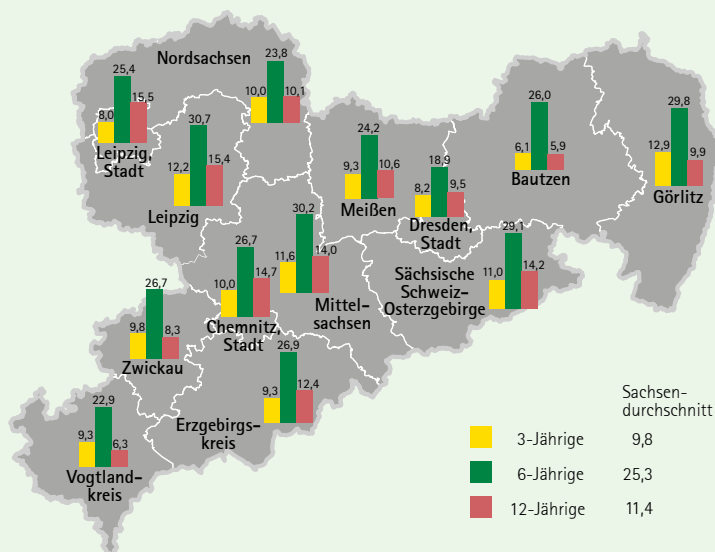 Nordsachsen
10,0
23,8
10,1
8,0
25,4
15,5
Leipzig,
Stadt
12,2
30,7
15,4
Leipzig
9,3
24,2
10,6
Meißen
8,2
18,9
9,5
Dresden,
Stadt
6,1
26,0
5,9
Bautzen
12,9
29,8
9,9
Görlitz
11,6
30,2
14,0
Mittel-
sachsen
10,0
26,7
14,7
Chemnitz,
Stadt
11,0
29,1
14,2
Sächsische
Schweiz-
Osterzgebirge
9,8
26,7
8,3
Zwickau
9,3
26,9
12,4
Erzgebirgs-
kreis
9,3
22,9
6,3
Vogtland-
kreis
Sachsen-
durchschnitt
3-Jährige 9,8
6-Jährige 25,3
12-Jährige 11,4